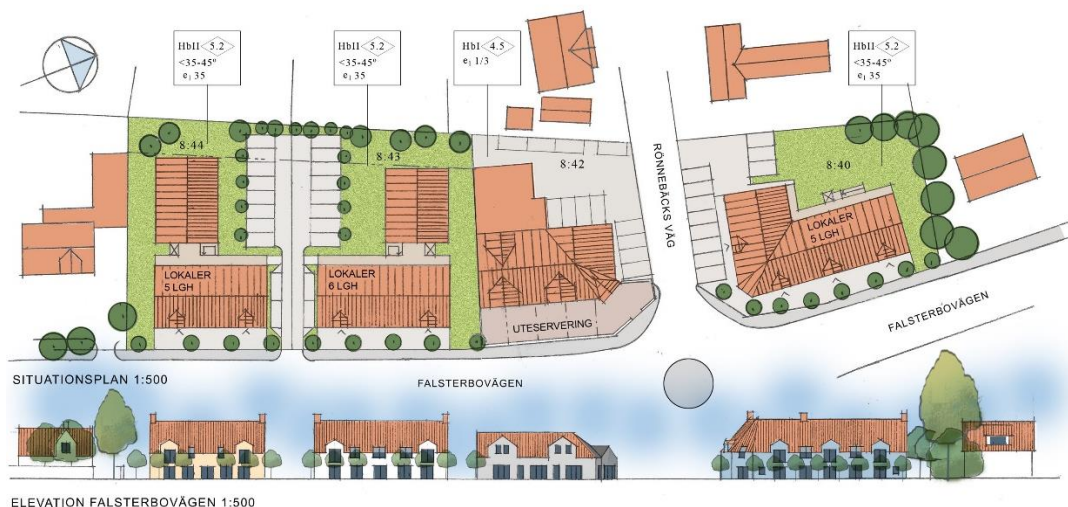 HbII 5.2
<35-45°
e₁ 35
HbII 5.2
<35-45°
e₁ 35
HbI 4.5
e₁ 1/3
HbII 5.2
<35-45°
e₁ 35
8:44
8:43
8:42
8:40
RÖNNEBÄCKS VÄG
LOKALER
5 LGH
LOKALER
5 LGH
LOKALER
6 LGH
UTESERVERING
FALSTERBOVÄGEN
SITUATIONSPLAN 1:500
FALSTERBOVÄGEN
ELEVATION FALSTERBOVÄGEN 1:500